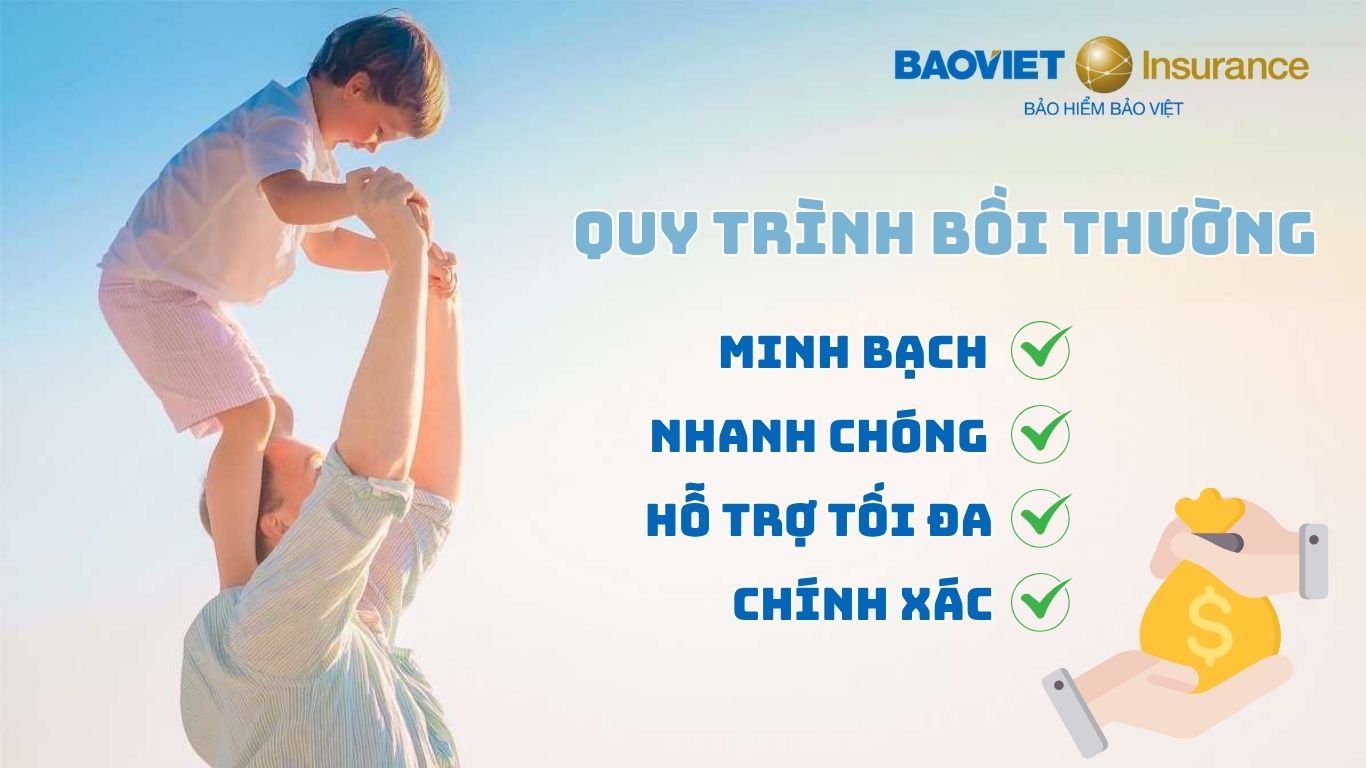 BAOVIET Insurance
BẢO HIỂM BẢO VIỆT
QUY TRÌNH BỒI THƯỜNG
MINH BẠCH
NHANH CHÓNG
HỖ TRỢ TỐI ĐA
CHÍNH XÁC
$